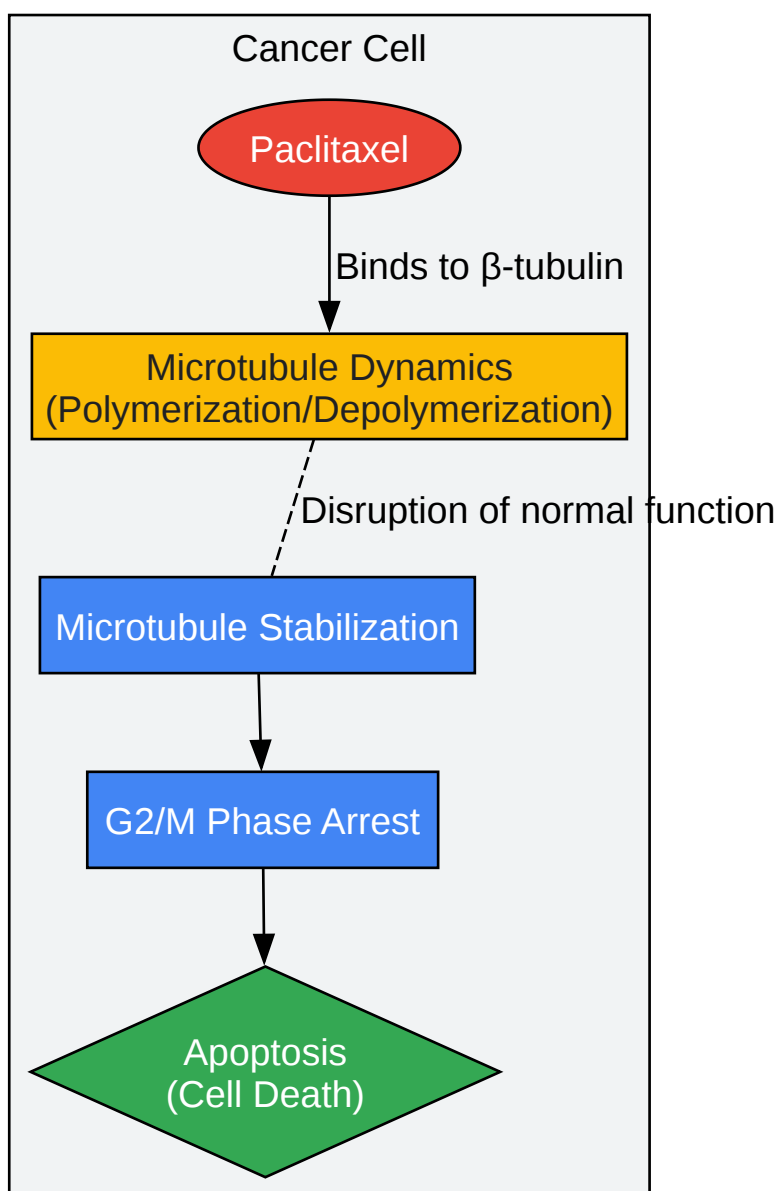 Cancer Cell
Paclitaxel
Binds to β-tubulin
Microtubule Dynamics
(Polymerization/Depolymerization)
Disruption of normal function
Microtubule Stabilization
G2/M Phase Arrest
Apoptosis
(Cell Death)